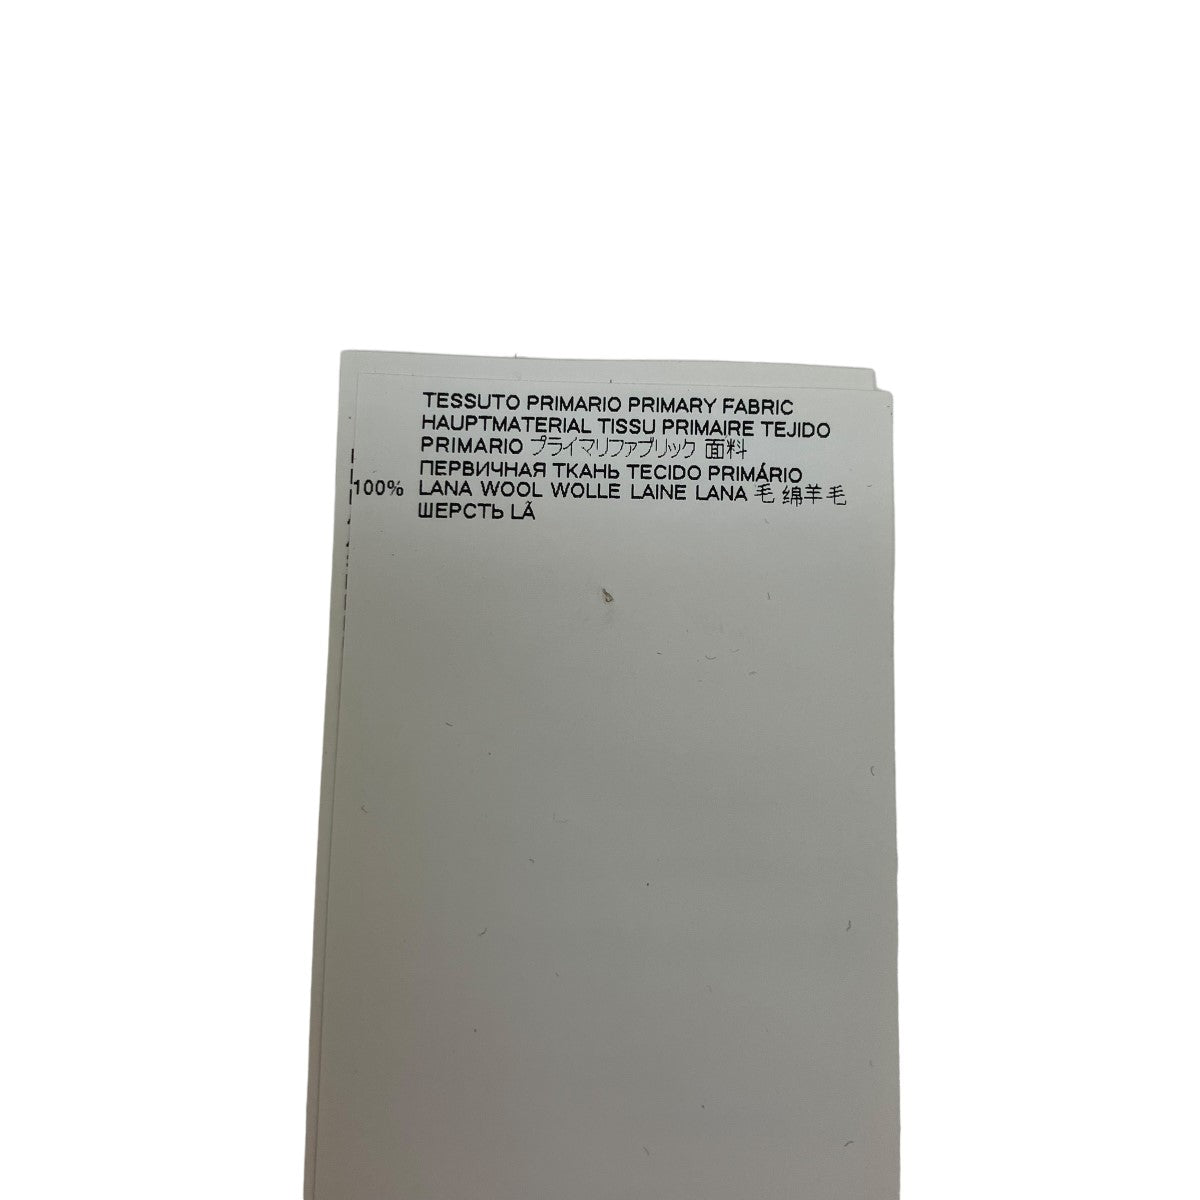 TESSUTO PRIMARIO PRIMARY FABRIC
HAUPTMATERIAL TISSU PRIMAIRE TEJIDO
PRIMARIO プライマリファブリック 面料
ПЕРВИЧНАЯ ТКАНЬ TECIDO PRIMÁRIO
100% LANA WOOL WOLLE LAINE LANA 毛 绵羊毛
ШЕРСТЬ LÃ